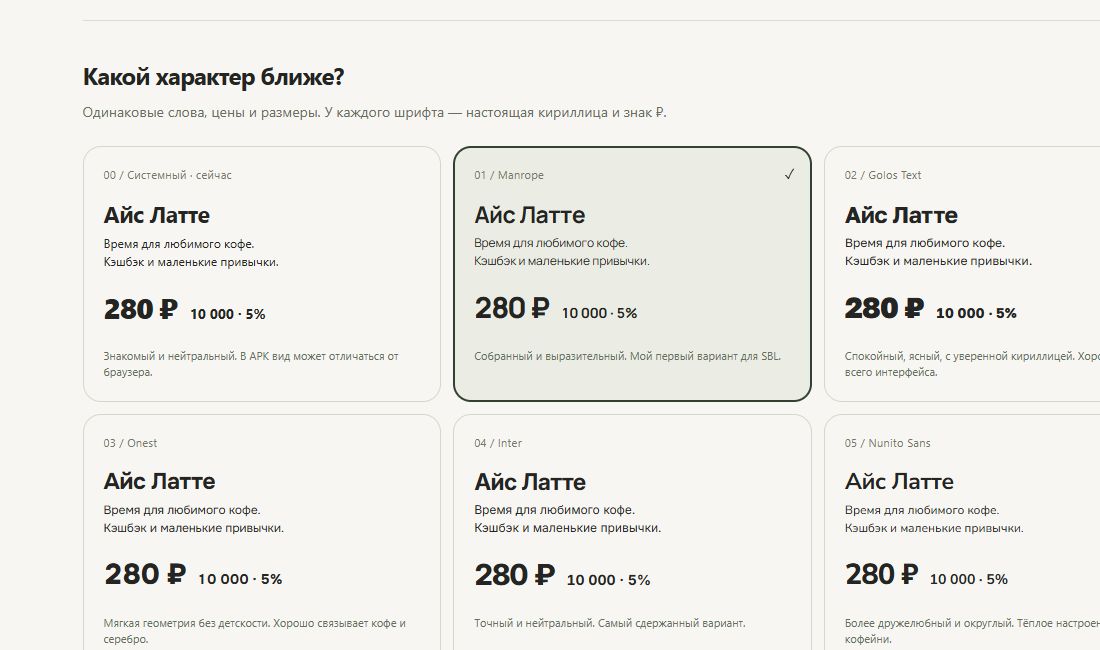 Какой характер ближе?
Одинаковые слова, цены и размеры. У каждого шрифта — настоящая кириллица и знак ₽.
00 / Системный · сейчас
Айс Латте
Время для любимого кофе.
Кэшбэк и маленькие привычки.
280 ₽ 10 000 · 5%
Знакомый и нейтральный. В APK вид может отличаться от
браузера.
01 / Manrope ✓
Айс Латте
Время для любимого кофе.
Кэшбэк и маленькие привычки.
280 ₽ 10 000 · 5%
Собранный и выразительный. Мой первый вариант для SBL.
02 / Golos Text
Айс Латте
Время для любимого кофе.
Кэшбэк и маленькие привычки.
280 ₽ 10 000 · 5%
Спокойный, ясный, с уверенной кириллицей.
всего интерфейса.
03 / Onest
Айс Латте
Время для любимого кофе.
Кэшбэк и маленькие привычки.
280 ₽ 10 000 · 5%
Мягкая геометрия без детскости. Хорошо связывает кофе и
серебро.
04 / Inter
Айс Латте
Время для любимого кофе.
Кэшбэк и маленькие привычки.
280 ₽ 10 000 · 5%
Точный и нейтральный. Самый сдержанный вариант.
05 / Nunito Sans
Айс Латте
Время для любимого кофе.
Кэшбэк и маленькие привычки.
280 ₽ 10 000 · 5%
Более дружелюбный и округлый. Тёплое
кофейни.